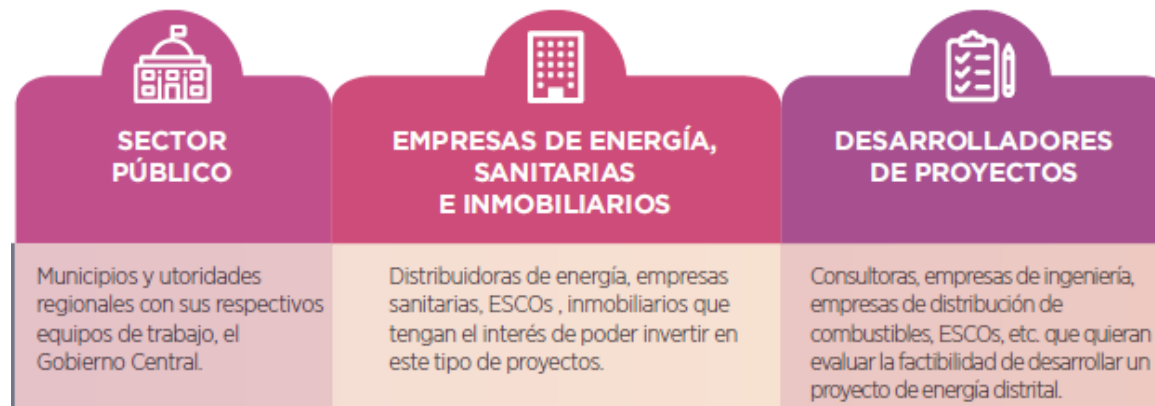 SECTOR
PÚBLICO
Municipios y utoridades
regionales con sus respectivos
equipos de trabajo, el
Gobierno Central.
EMPRESAS DE ENERGÍA,
SANITARIAS
E INMOBILIARIOS
Distribuidoras de energía, empresas
sanitarias, ESCOs , inmobiliarios que
tengan el interés de poder invertir en
este tipo de proyectos.
DESARROLLADORES
DE PROYECTOS
Consultoras, empresas de ingeniería,
empresas de distribución de
combustibles, ESCOs, etc. que quieran
evaluar la factibilidad de desarrollar un
proyecto de energía distrital.